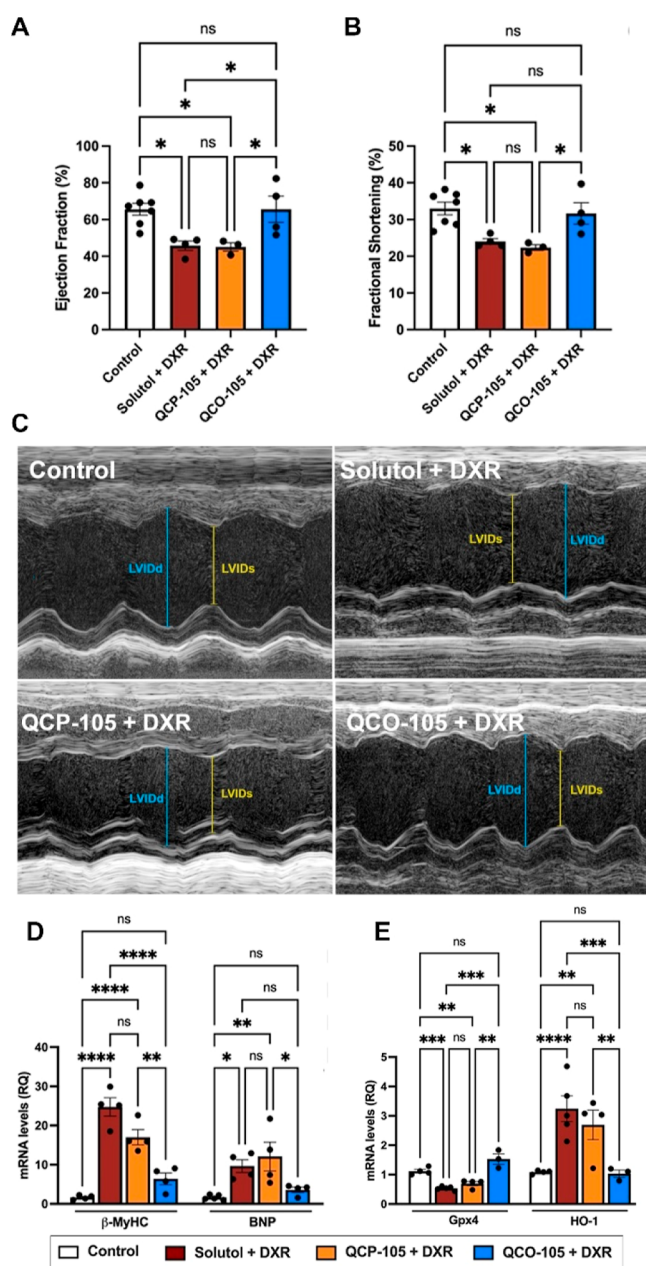 A
ns
*
*
*
ns
*
Ejection Fraction (%)
100
80
60
40
20
0
Control
Solutol + DXR
QCP-105 + DXR
QCO-105 + DXR
B
ns
ns
*
*
ns
*
Fractional Shortening (%)
50
40
30
20
10
0
Control
Solutol + DXR
QCP-105 + DXR
QCO-105 + DXR
C
Control
LVIDd
LVIDs
Solutol + DXR
LVIDs
LVIDd
QCP-105 + DXR
LVIDd
LVIDs
QCO-105 + DXR
LVIDd
LVIDs
D
ns
****
****
ns
****
**
ns
ns
**
*
ns
*
mRNA levels (RQ)
40
30
20
10
0
β-MyHC
BNP
E
ns
***
**
***
ns
**
ns
***
**
ns
****
**
mRNA levels (RQ)
5
4
3
2
1
0
Gpx4
HO-1
Control
Solutol + DXR
QCP-105 + DXR
QCO-105 + DXR